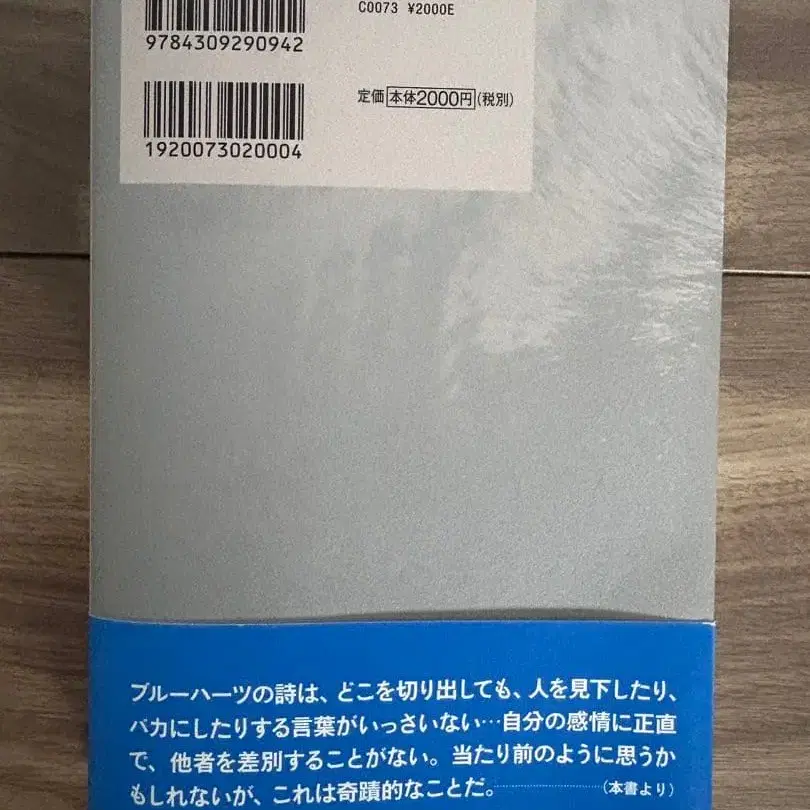 C0073 ¥2000E
9784309290942
定価 本体2000円(税別)
1920073020004
ブルーハーツの詩は、どこを切り出しても、人を見下したり、
バカにしたりする言葉がいっさいない…自分の感情に正直
で、他者を差別することがない。当たり前のように思うか
もしれないが、これは奇蹟的なことだ。…………(本書より)